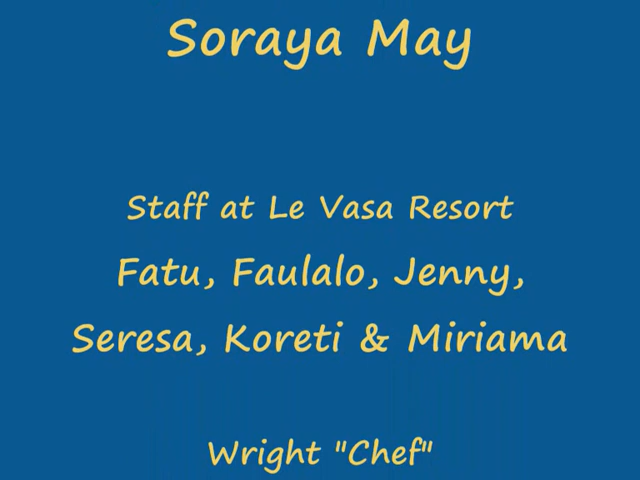 Soraya May
Staff at Le Vasa Resort
Fatu, Faulalo, Jenny,
Seresa, Koreti & Miriama
Wright "Chef"